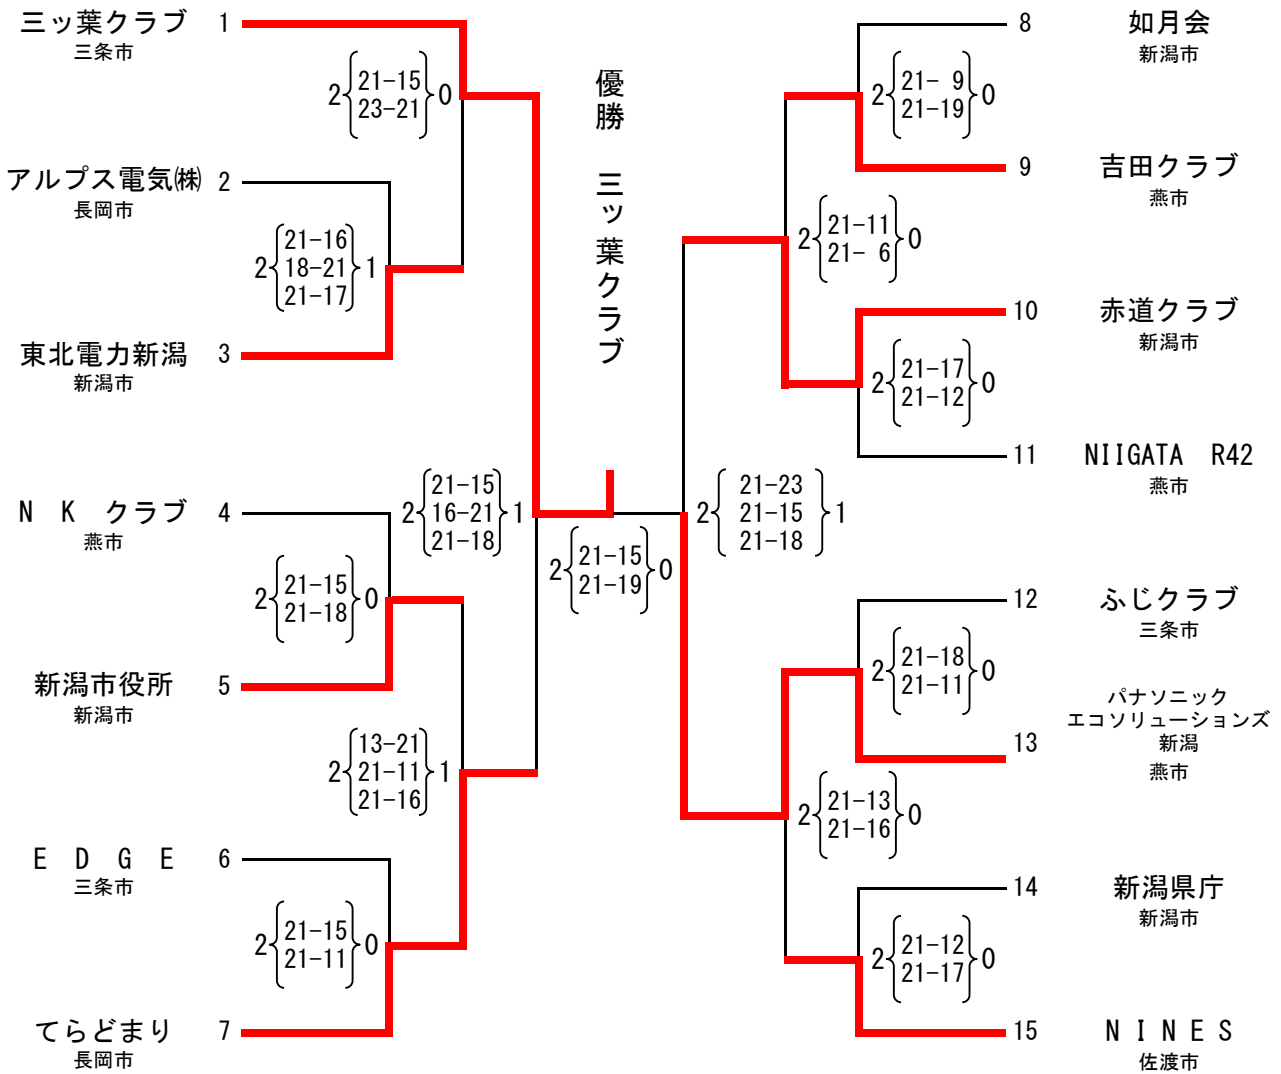 三ッ葉クラブ 1
三条市
2 21-15 0
23-21
アルプス電気㈱ 2
長岡市
2 21-16 1
18-21
21-17
東北電力新潟 3
新潟市
N K クラブ 4
燕市
2 21-15 0
21-18
新潟市役所 5
新潟市
2 21-15 1
16-21
21-18
2 13-21 1
21-11
21-16
E D G E 6
三条市
2 21-15 0
21-11
てらどまり 7
長岡市
優勝 三ッ葉クラブ
2 21-15 0
21-19
8 如月会
新潟市
2 21- 9 0
21-19
9 吉田クラブ
燕市
2 21-11 0
21- 6
10 赤道クラブ
新潟市
2 21-17 0
21-12
11 NIIGATA R42
燕市
2 21-23 1
21-15
21-18
12 ふじクラブ
三条市
2 21-18 0
21-11
パナソニック
エコソリューションズ
13 新潟
燕市
2 21-13 0
21-16
14 新潟県庁
新潟市
2 21-12 0
21-17
15 N I N E S
佐渡市